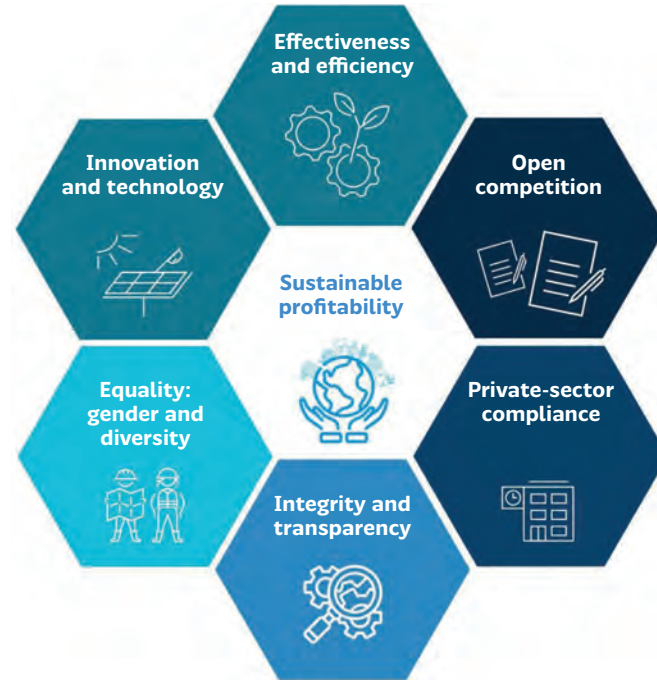 Effectiveness
and efficiency
Innovation
and technology
Open
competition
Sustainable
profitability
Equality:
gender and
diversity
Private-sector
compliance
Integrity and
transparency